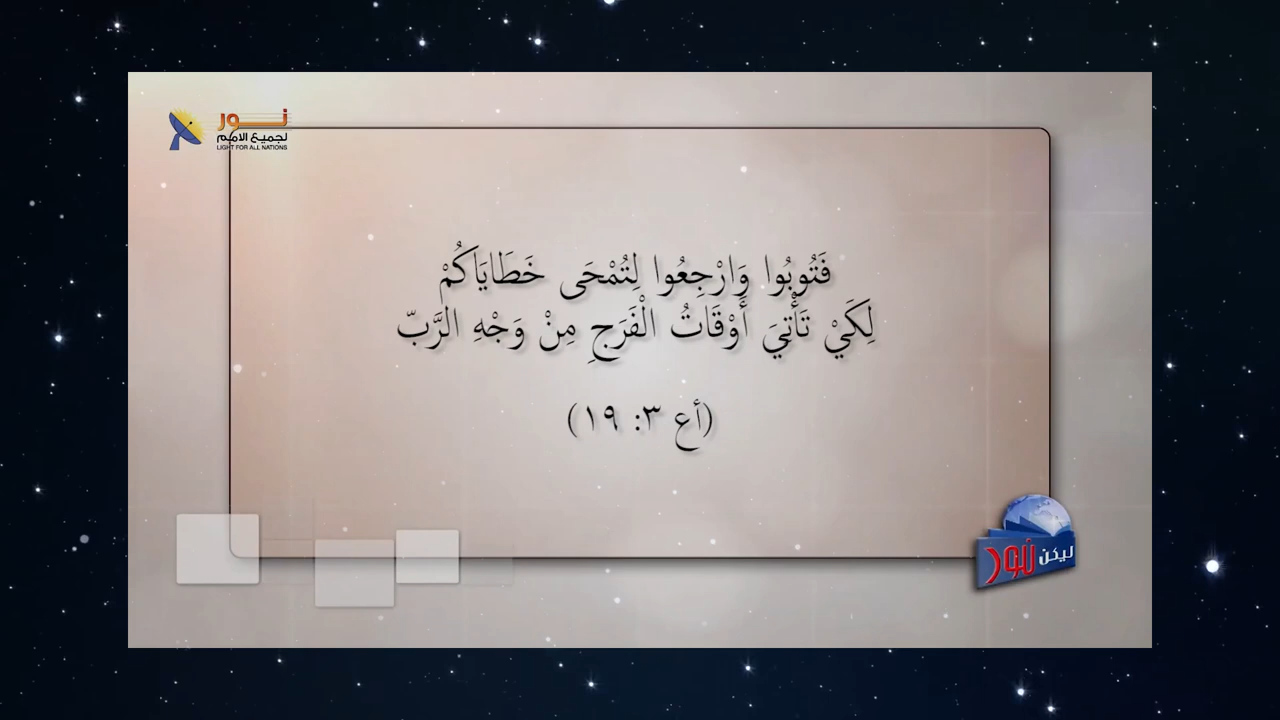 نور
لجميع الامم
LIGHT FOR ALL NATIONS
فَتُوبُوا وَارْجِعُوا لِتُمْحَى خَطَايَاكُمْ
لِكَيْ تَأْتِيَ أَوْقَاتُ الْفَرَجِ مِنْ وَجْهِ الرَّبّ
(أع ٣: ١٩)
ليكن نور